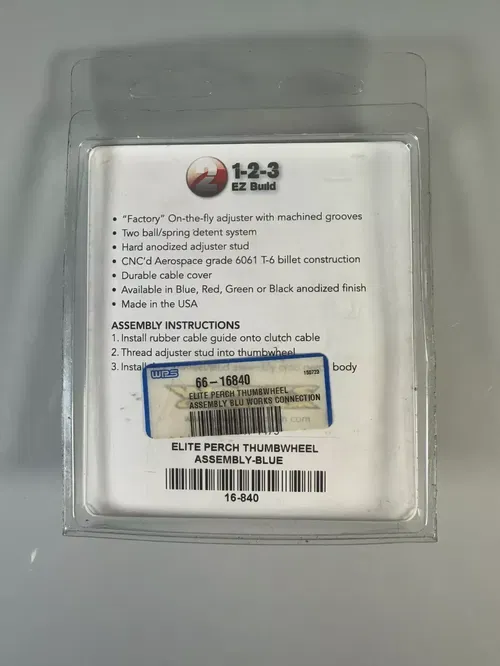 2 1-2-3
EZ Build
• "Factory" On-the-fly adjuster with machined grooves
• Two ball/spring detent system
• Hard anodized adjuster stud
• CNC'd Aerospace grade 6061 T-6 billet construction
• Durable cable cover
• Available in Blue, Red, Green or Black anodized finish
• Made in the USA
ASSEMBLY INSTRUCTIONS
1. Install rubber cable guide onto clutch cable
2. Thread adjuster stud into thumbwheel
3. Install body
WPS
66-16840
ELITE PERCH THUMBWHEEL
ASSEMBLY BLU WORKS CONNECTION
.com
ELITE PERCH THUMBWHEEL
ASSEMBLY-BLUE
16-840